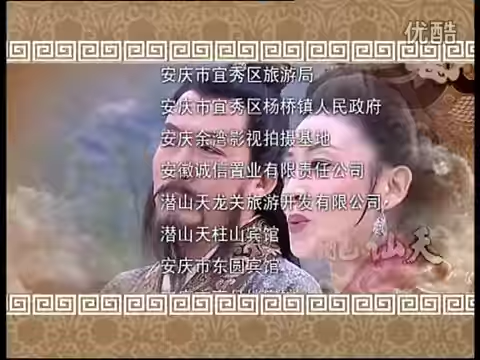 优酷
安庆市宜秀区旅游局
安庆市宜秀区杨桥镇人民政府
安庆余湾影视拍摄基地
安徽诚信置业有限责任公司
潜山天龙关旅游开发有限公司
潜山天柱山宾馆
仙天
安庆市东圆宾馆